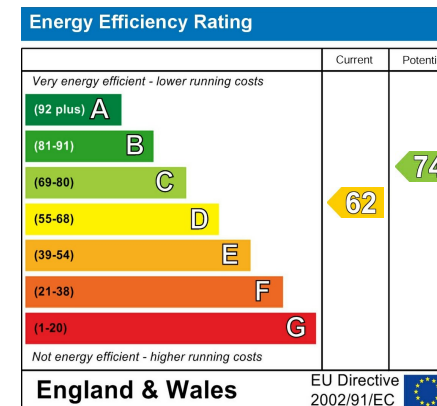 Energy Efficiency Rating
Current Potenti
Very energy efficient - lower running costs
(92 plus) A
(81-91) B
(69-80) C
(55-68) D
(39-54) E
(21-38) F
(1-20) G
62
74
Not energy efficient - higher running costs
England & Wales
EU Directive
2002/91/EC